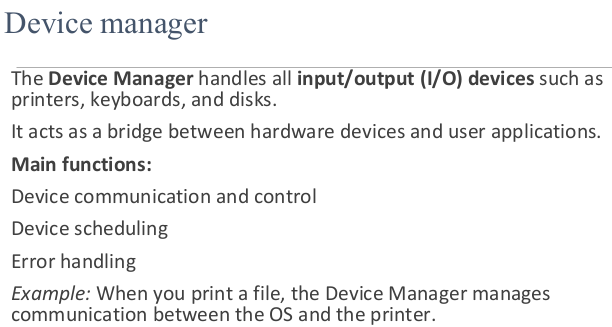 Device manager
The Device Manager handles all input/output (I/O) devices such as
printers, keyboards, and disks.
It acts as a bridge between hardware devices and user applications.
Main functions:
Device communication and control
Device scheduling
Error handling
Example: When you print a file, the Device Manager manages
communication between the OS and the printer.